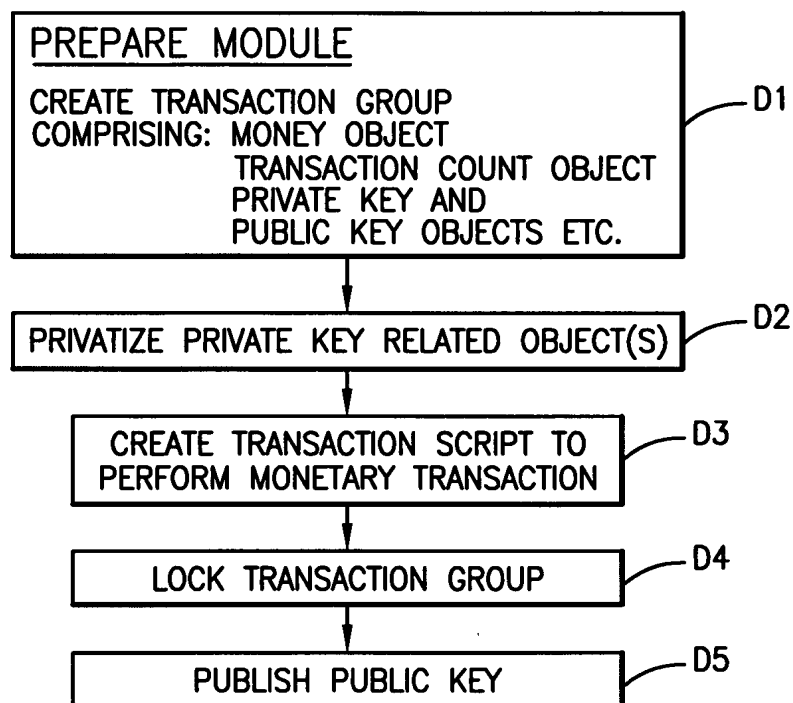 PREPARE MODULE
CREATE TRANSACTION GROUP
COMPRISING: MONEY OBJECT
TRANSACTION COUNT OBJECT
PRIVATE KEY AND
PUBLIC KEY OBJECTS ETC.
D1
PRIVATIZE PRIVATE KEY RELATED OBJECT(S)
D2
CREATE TRANSACTION SCRIPT TO
PERFORM MONETARY TRANSACTION
D3
LOCK TRANSACTION GROUP
D4
PUBLISH PUBLIC KEY
D5